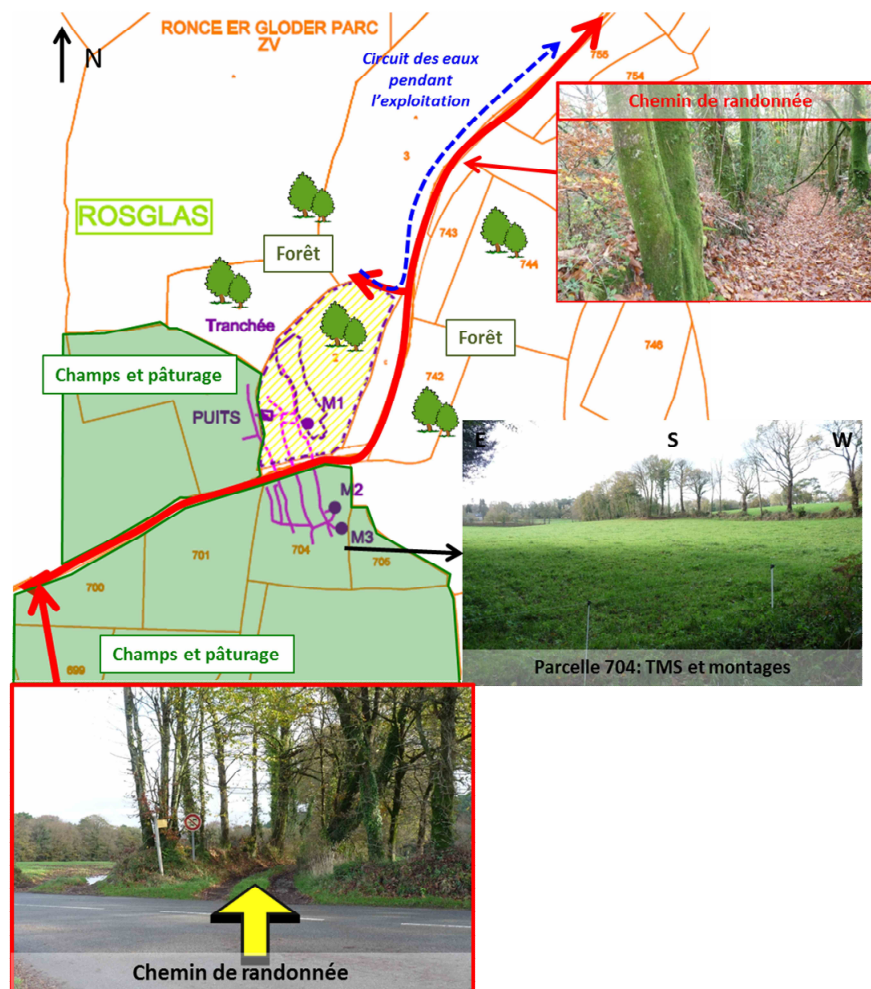 RONCE ER GLODER PARC
ZV
N
Circuit des eaux
pendant
l'exploitation
755
754
Chemin de randonnée
3
ROSGLAS
743
744
Forêt
Tranchée
2
Forêt
746
742
Champs et pâturage
M1
PUITS
E
S
W
M2
M3
701
704
705
700
Champs et pâturage
699
Parcelle 704: TMS et montages
Chemin de randonnée